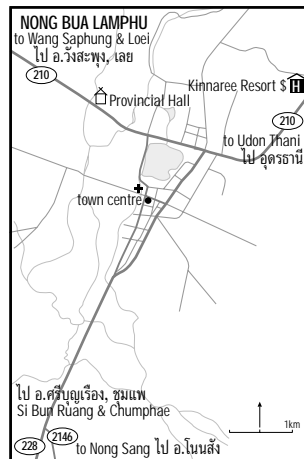 NONG BUA LAMPHU
to Wang Saphung & Loei
ไป อ.วังสะพุง, เลย
210
Kinnaree Resort $ H
Provincial Hall
210
to Udon Thani
ไป อุดรธานี
town centre
ไป อ.ศรีบุญเรือง, ชุมแพ
Si Bun Ruang & Chumphae
1km
228
2146
to Nong Sang ไป อ.โนนสัง